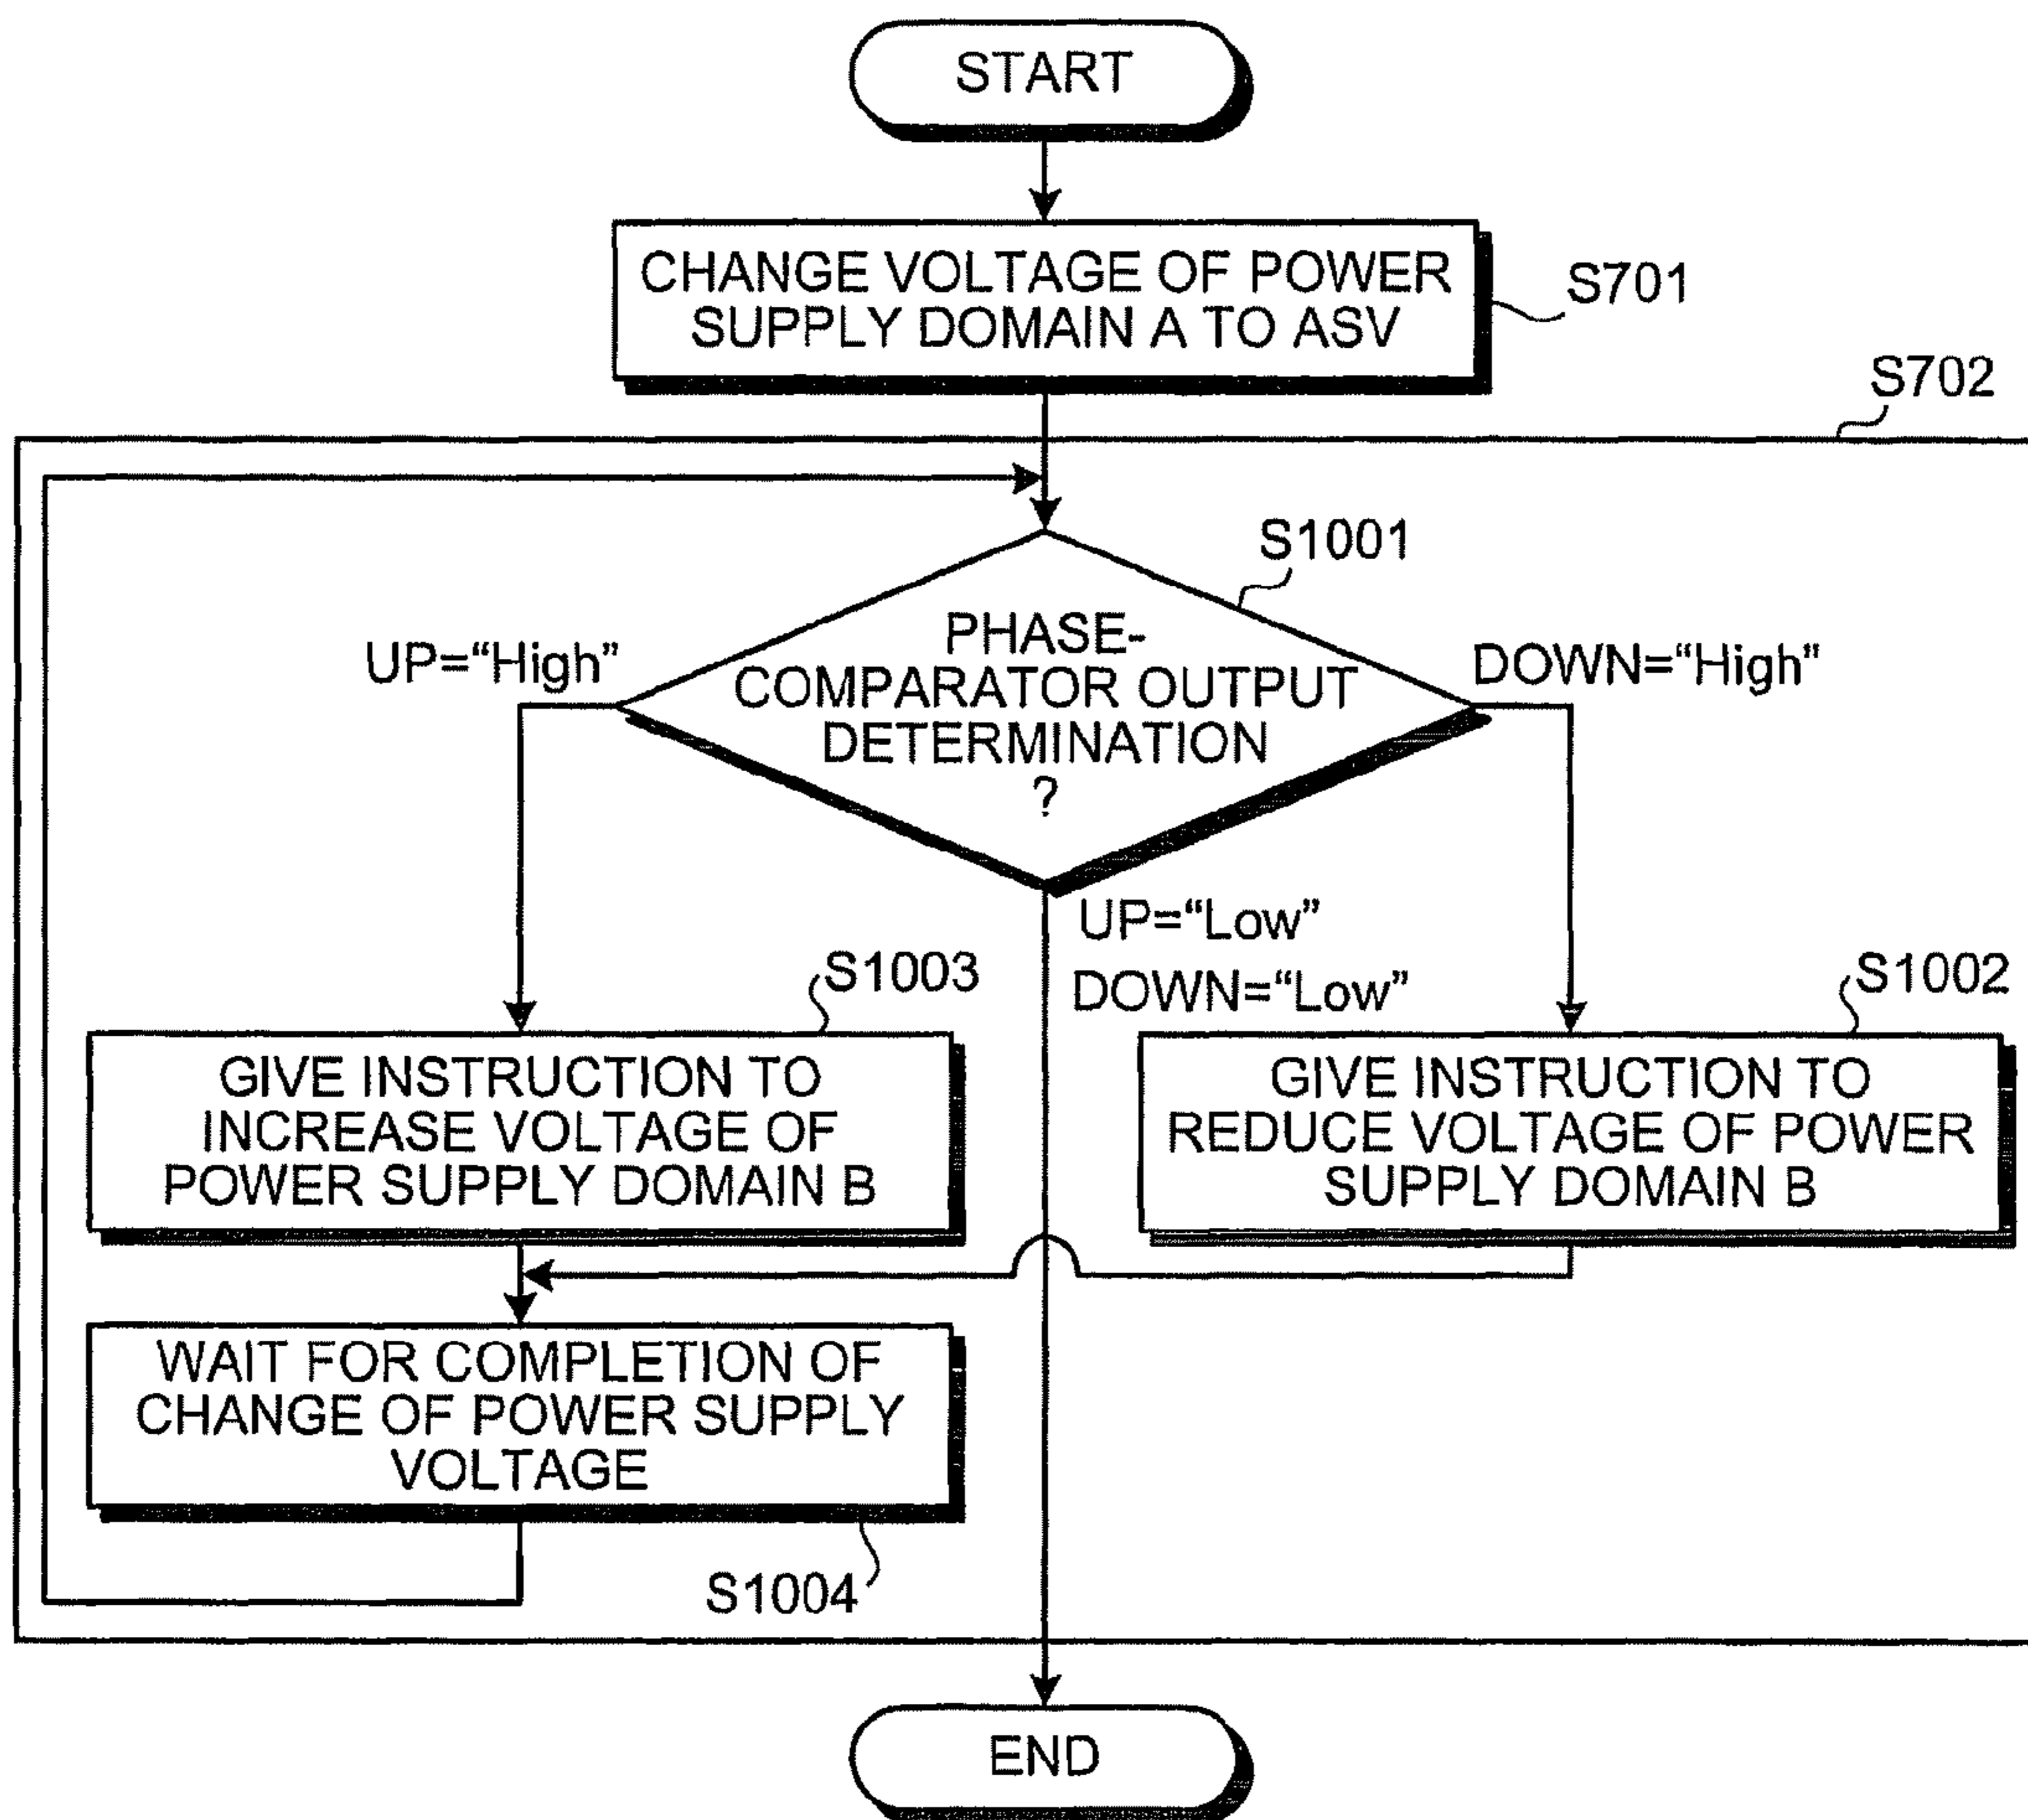 START
CHANGE VOLTAGE OF POWER
SUPPLY DOMAIN A TO ASV
S701
S702
S1001
PHASE-
COMPARATOR OUTPUT
DETERMINATION
?
UP="High"
DOWN="High"
UP="Low"
DOWN="Low"
S1003
GIVE INSTRUCTION TO
INCREASE VOLTAGE OF
POWER SUPPLY DOMAIN B
S1002
GIVE INSTRUCTION TO
REDUCE VOLTAGE OF POWER
SUPPLY DOMAIN B
WAIT FOR COMPLETION OF
CHANGE OF POWER SUPPLY
VOLTAGE
S1004
END